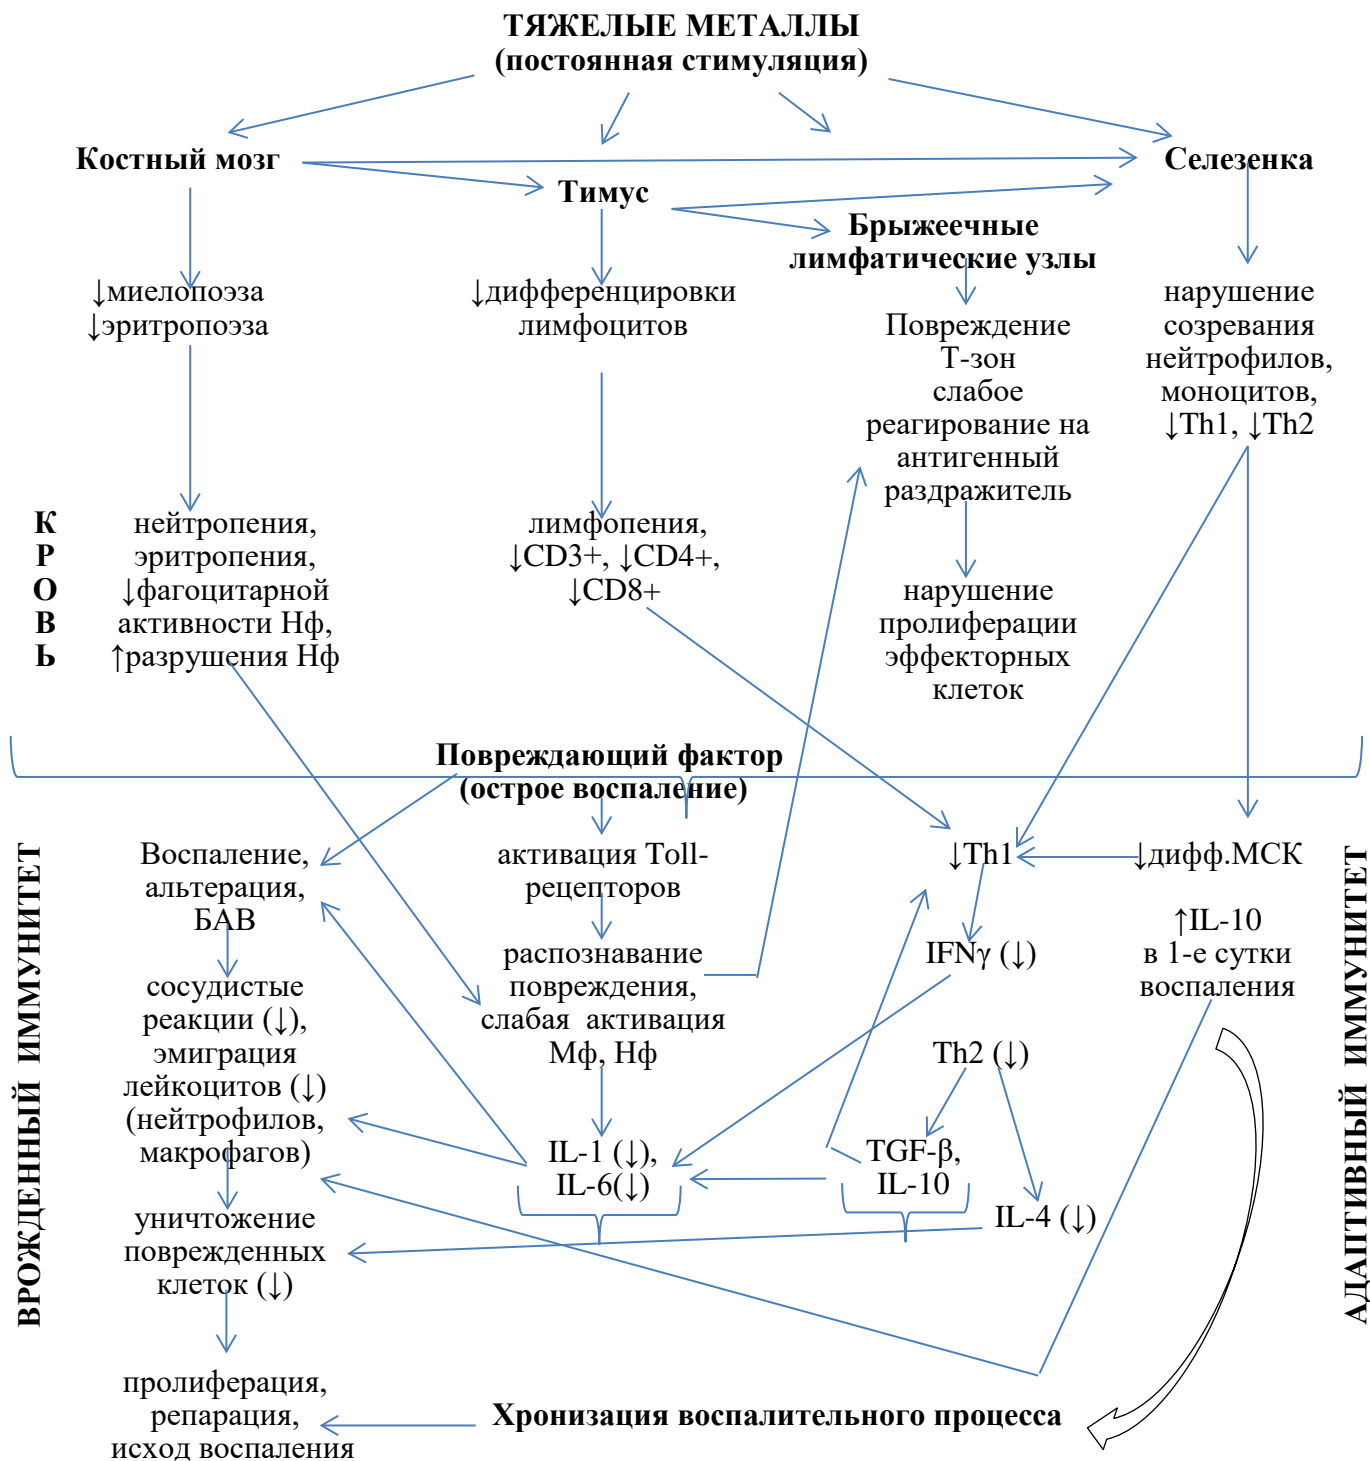 ТЯЖЕЛЫЕ МЕТАЛЛЫ
(постоянная стимуляция)
Костный мозг
Тимус
Брыжеечные
лимфатические узлы
Селезенка
↓миелопоэза
↓эритропоэза
↓дифференцировки
лимфоцитов
Повреждение
Т-зон
слабое
реагирование на
антигенный
раздражитель
нарушение
созревания
нейтрофилов,
моноцитов,
↓Th1, ↓Th2
КРОВЬ
нейтропения,
эритропения,
↓фагоцитарной
активности Нф,
↑разрушения Нф
лимфопения,
↓CD3+, ↓CD4+,
↓CD8+
нарушение
пролиферации
эффекторных
клеток
Повреждающий фактор
(острое воспаление)
ВРОЖДЕННЫЙ ИММУНИТЕТ
Воспаление,
альтерация,
БАВ
сосудистые
реакции (↓),
эмиграция
лейкоцитов (↓)
(нейтрофилов,
макрофагов)
уничтожение
поврежденных
клеток (↓)
пролиферация,
репарация,
исход воспаления
активация Toll-
рецепторов
распознавание
повреждения,
слабая активация
Мф, Нф
IL-1 (↓),
IL-6(↓)
↓Th1
IFNγ (↓)
Th2 (↓)
TGF-β,
IL-10
IL-4 (↓)
↓дифф.МСК
↑IL-10
в 1-е сутки
воспаления
АДАПТИВНЫЙ ИММУНИТЕТ
Хронизация воспалительного процесса